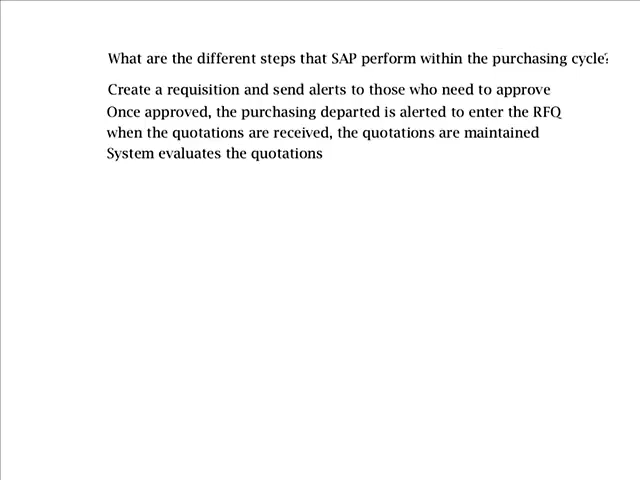 What are the different steps that SAP perform within the purchasing cycle?
Create a requisition and send alerts to those who need to approve
Once approved, the purchasing departed is alerted to enter the RFQ
when the quotations are received, the quotations are maintained
System evaluates the quotations